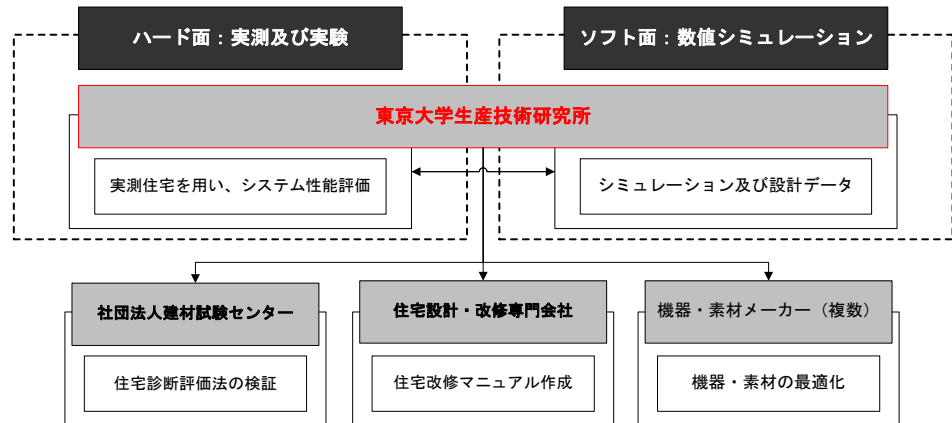 ハード面：実測及び実験
ソフト面：数値シミュレーション
東京大学生産技術研究所
実測住宅を用い、システム性能評価
シミュレーション及び設計データ
社団法人建材試験センター
住宅設計・改修専門会社
機器・素材メーカー（複数）
住宅診断評価法の検証
住宅改修マニュアル作成
機器・素材の最適化